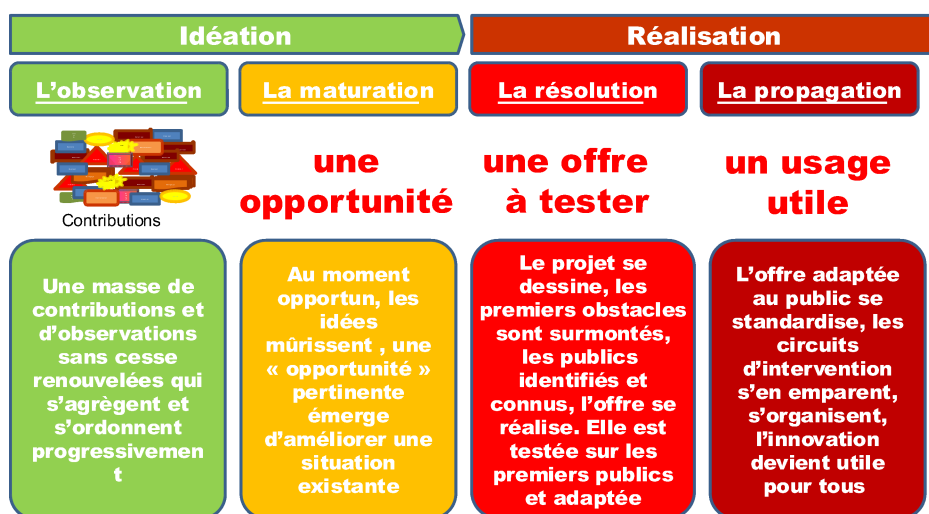 Idéation
Réalisation
L’observation
La maturation
La résolution
La propagation
Contributions
une
opportunité
une offre
à tester
un usage
utile
Une masse de
contributions et
d’observations
sans cesse
renouvelées qui
s’agrègent et
s’ordonnent
progressivemen
t
Au moment
opportun, les
idées
mûrissent , une
« opportunité »
pertinente
émerge
d’améliorer une
situation
existante
Le projet se
dessine, les
premiers obstacles
sont surmontés,
les publics
identifiés et
connus, l’offre se
réalise. Elle est
testée sur les
premiers publics
et adaptée
L’offre adaptée
au public se
standardise, les
circuits
d’intervention
s’en emparent,
s’organisent,
l’innovation
devient utile
pour tous